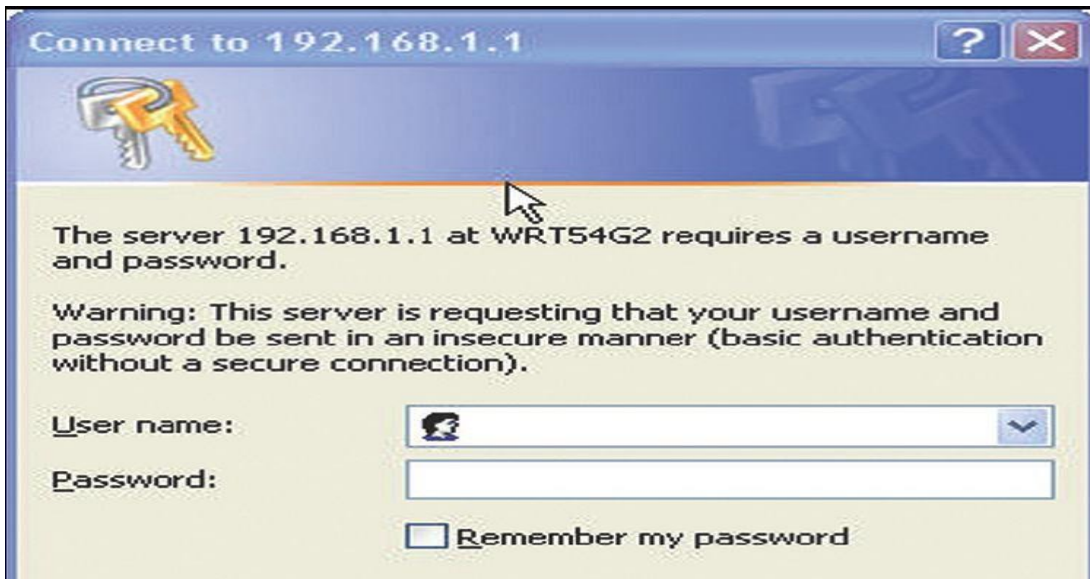 Connect to 192.168.1.1
?
The server 192.168.1.1 at WRT54G2 requires a username
and password.
Warning: This server is requesting that your username and
password be sent in an insecure manner (basic authentication
without a secure connection).
User name:
Password:
Remember my password